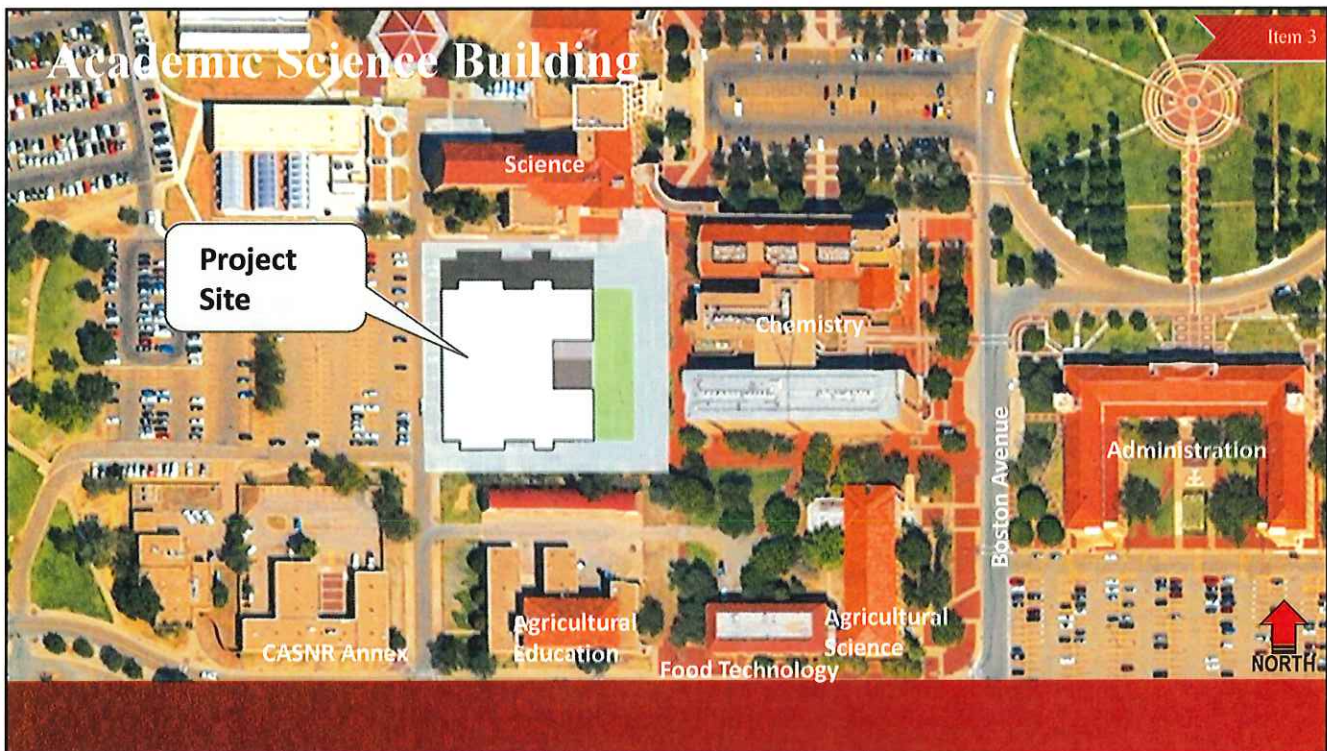 Item 3
Academic Science Building
Science
Project
Site
Chemistry
Boston Avenue
Administration
Agricultural
Education
Agricultural
Science
CASNR Annex
Food Technology
NORTH